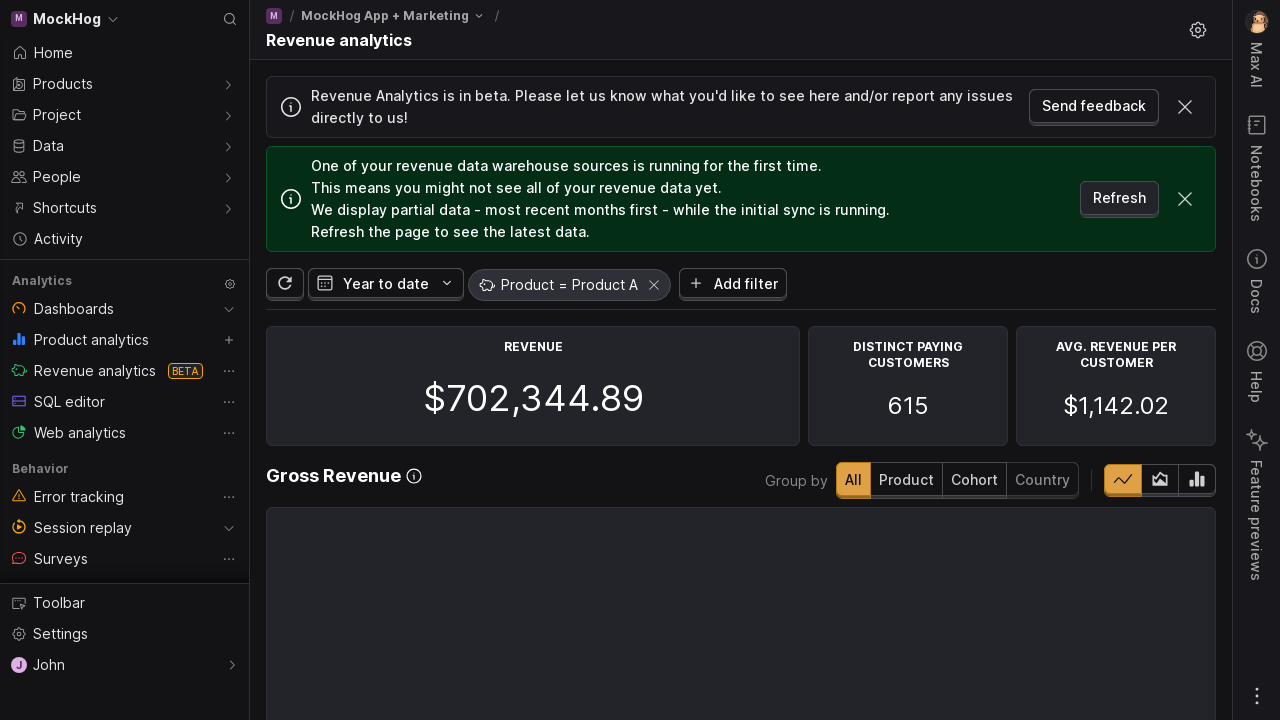 M MockHog
Home
Products
Project
Data
People
Shortcuts
Activity
Analytics
Dashboards
Product analytics
Revenue analytics BETA
SQL editor
Web analytics
Behavior
Error tracking
Session replay
Surveys
Toolbar
Settings
J John
M / MockHog App + Marketing /
Revenue analytics
Revenue Analytics is in beta. Please let us know what you'd like to see here and/or report any issues
directly to us!
Send feedback
One of your revenue data warehouse sources is running for the first time.
This means you might not see all of your revenue data yet.
We display partial data - most recent months first - while the initial sync is running.
Refresh the page to see the latest data.
Refresh
Year to date
Product = Product A
Add filter
REVENUE
$702,344.89
DISTINCT PAYING
CUSTOMERS
615
AVG. REVENUE PER
CUSTOMER
$1,142.02
Gross Revenue
Group by
All
Product
Cohort
Country
Max AI
Notebooks
Docs
Help
Feature previews